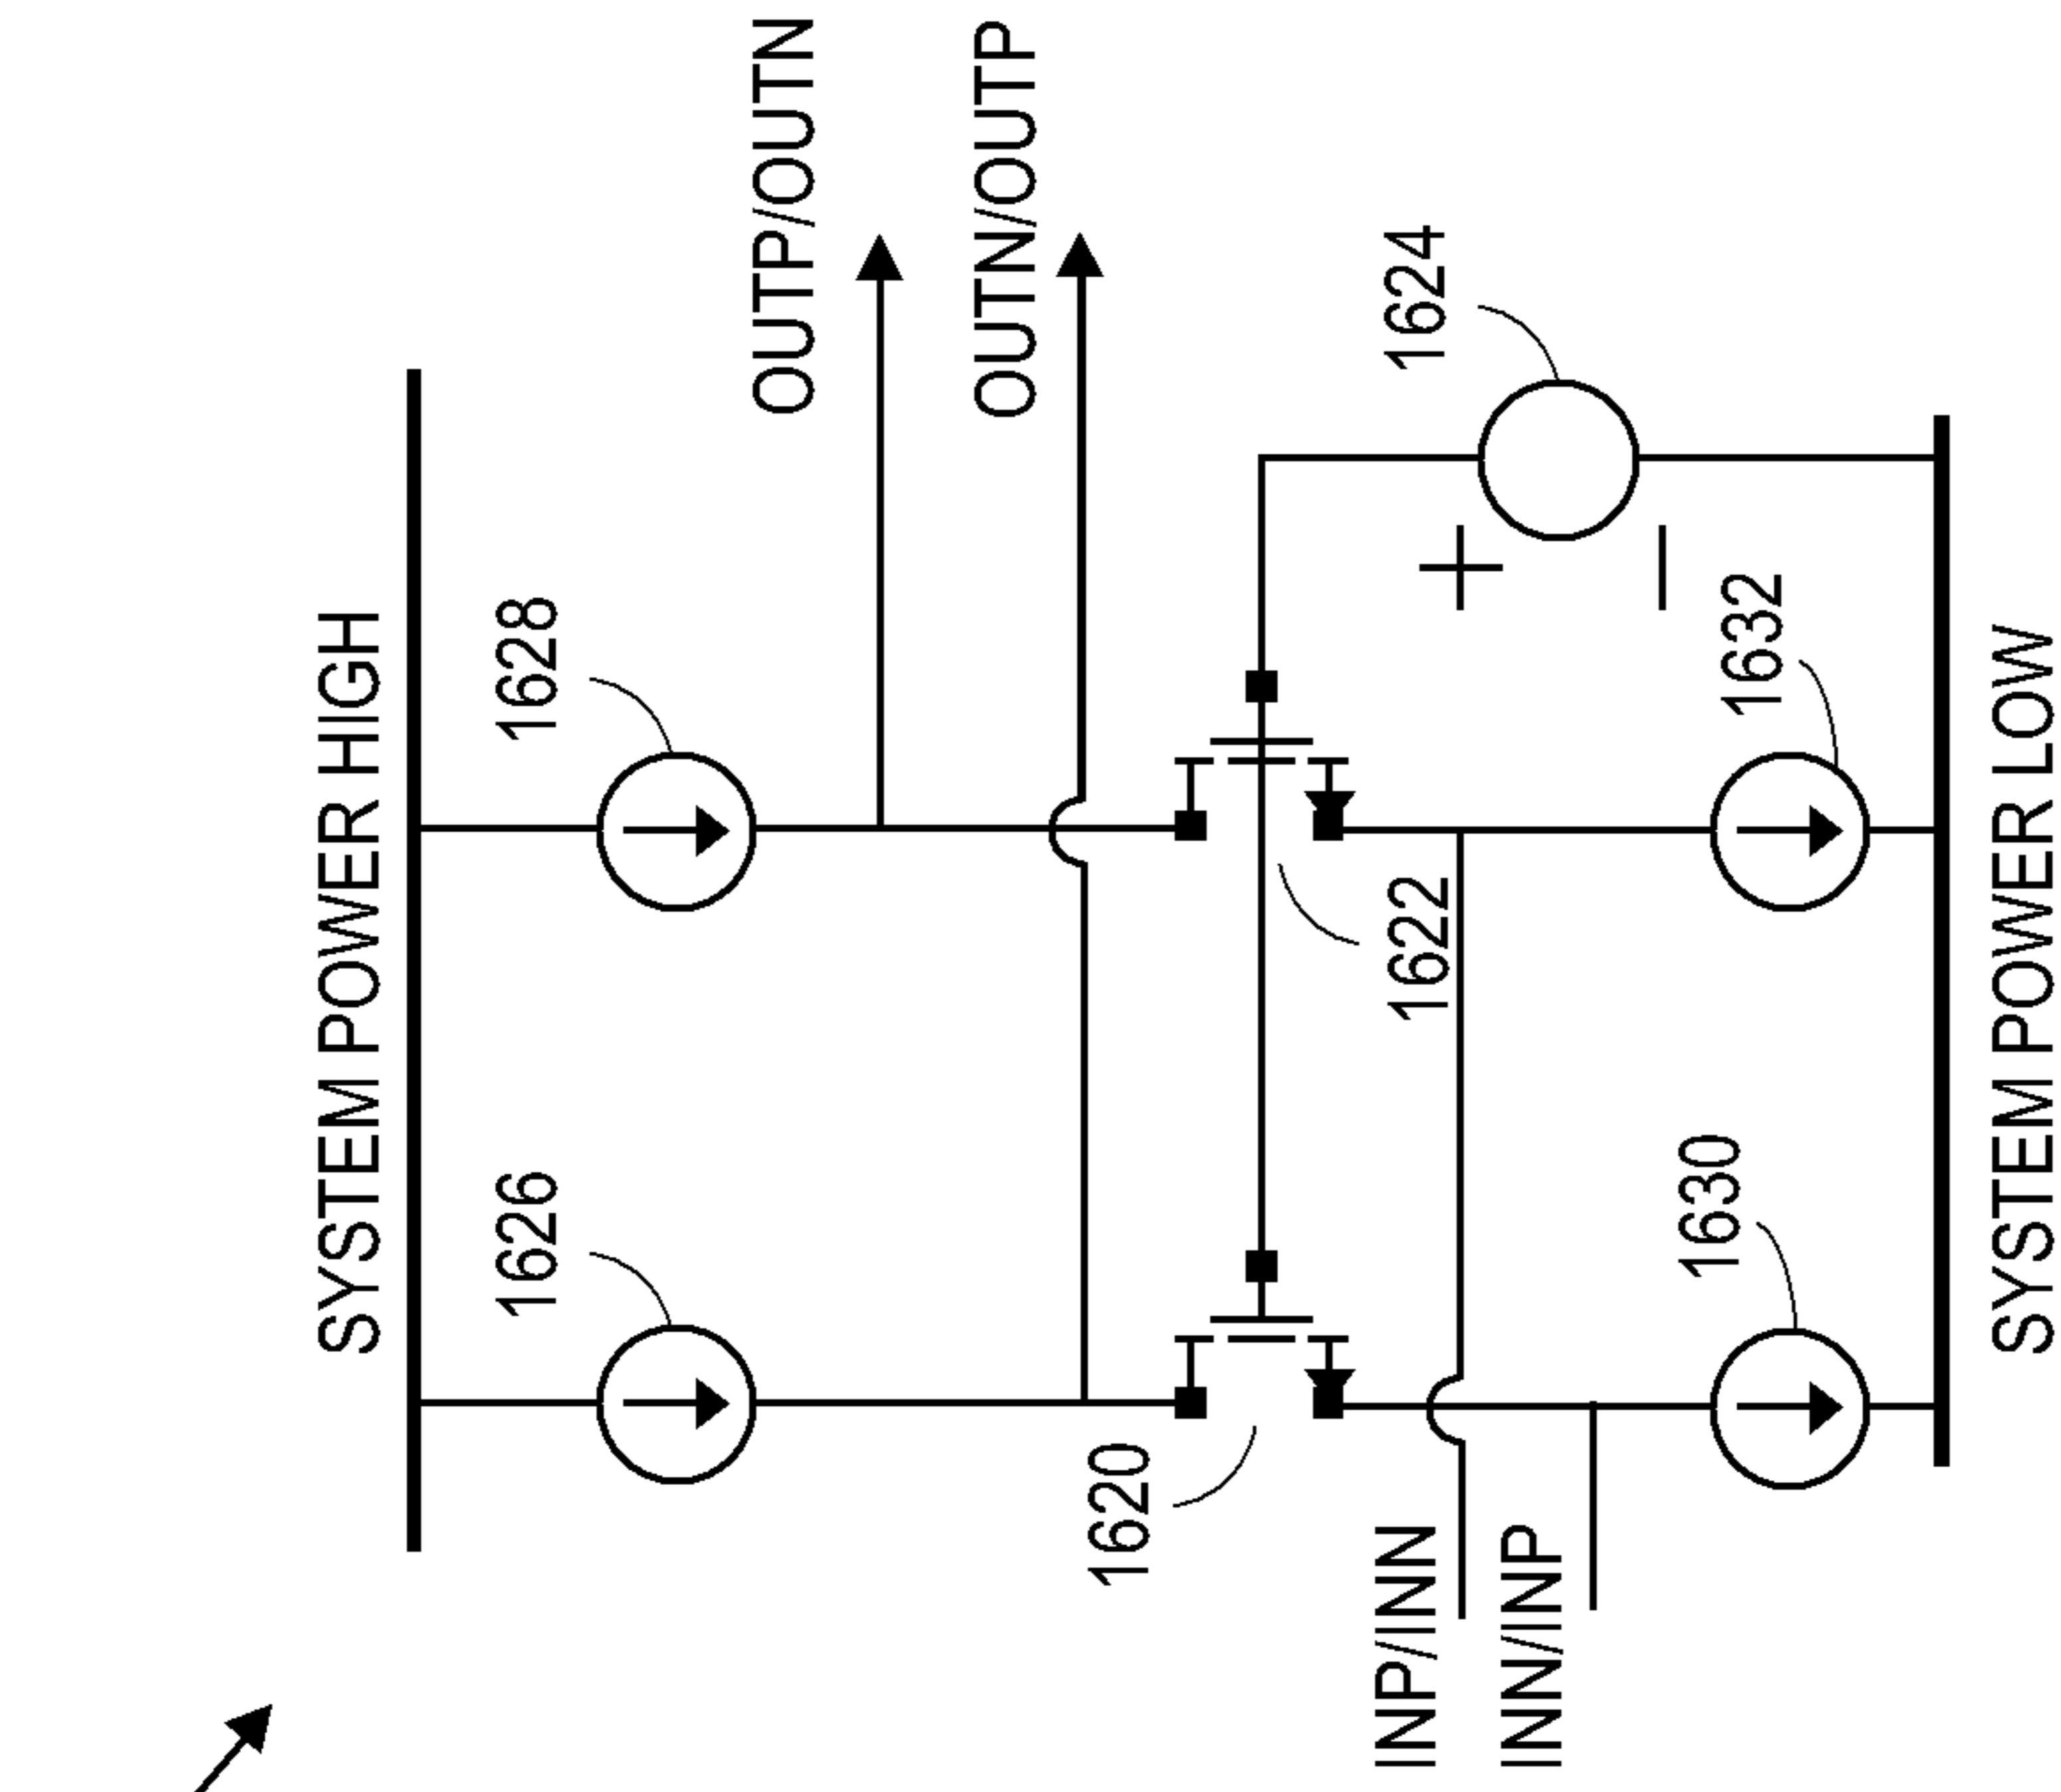 SYSTEM POWER HIGH
1626
1628
OUTP/OUTN
OUTN/OUTP
1620
1622
1624
INP/INN
INN/INP
+
–
1630
1632
SYSTEM POWER LOW